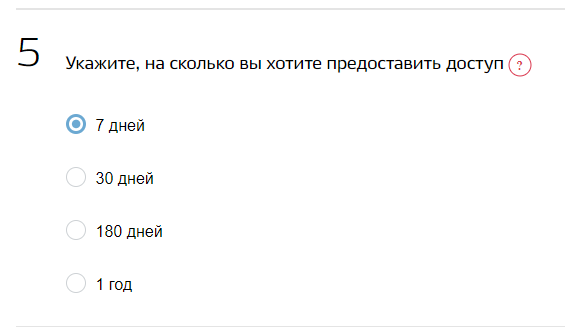 5
Укажите, на сколько вы хотите предоставить доступ ?
7 дней
30 дней
180 дней
1 год